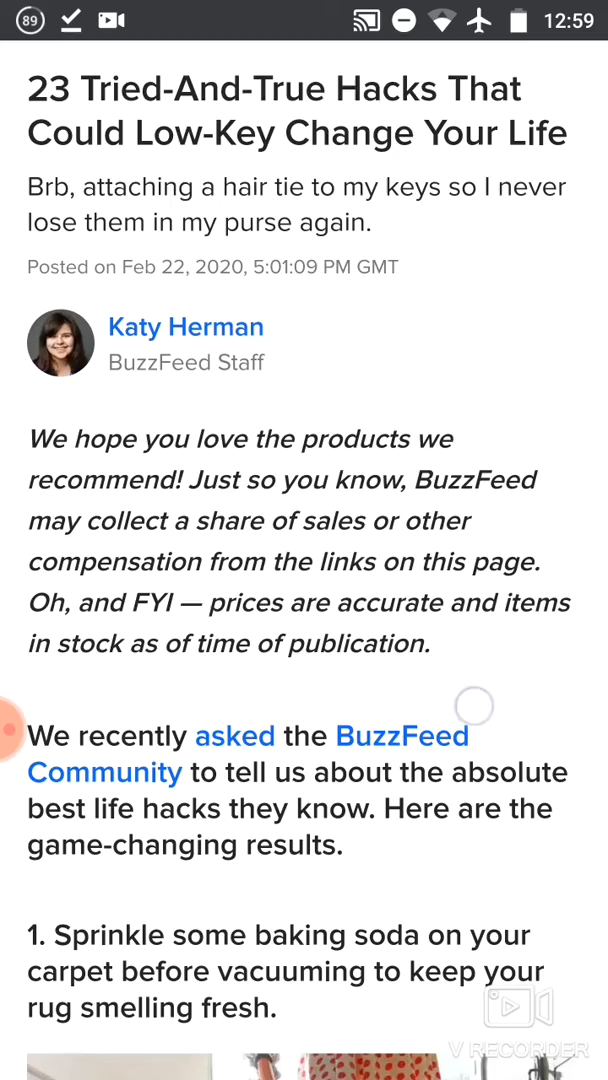 89
12:59
23 Tried-And-True Hacks That
Could Low-Key Change Your Life
Brb, attaching a hair tie to my keys so I never
lose them in my purse again.
Posted on Feb 22, 2020, 5:01:09 PM GMT
Katy Herman
BuzzFeed Staff
We hope you love the products we
recommend! Just so you know, BuzzFeed
may collect a share of sales or other
compensation from the links on this page.
Oh, and FYI — prices are accurate and items
in stock as of time of publication.
We recently asked the BuzzFeed
Community to tell us about the absolute
best life hacks they know. Here are the
game-changing results.
1. Sprinkle some baking soda on your
carpet before vacuuming to keep your
rug smelling fresh.
V RECORDER